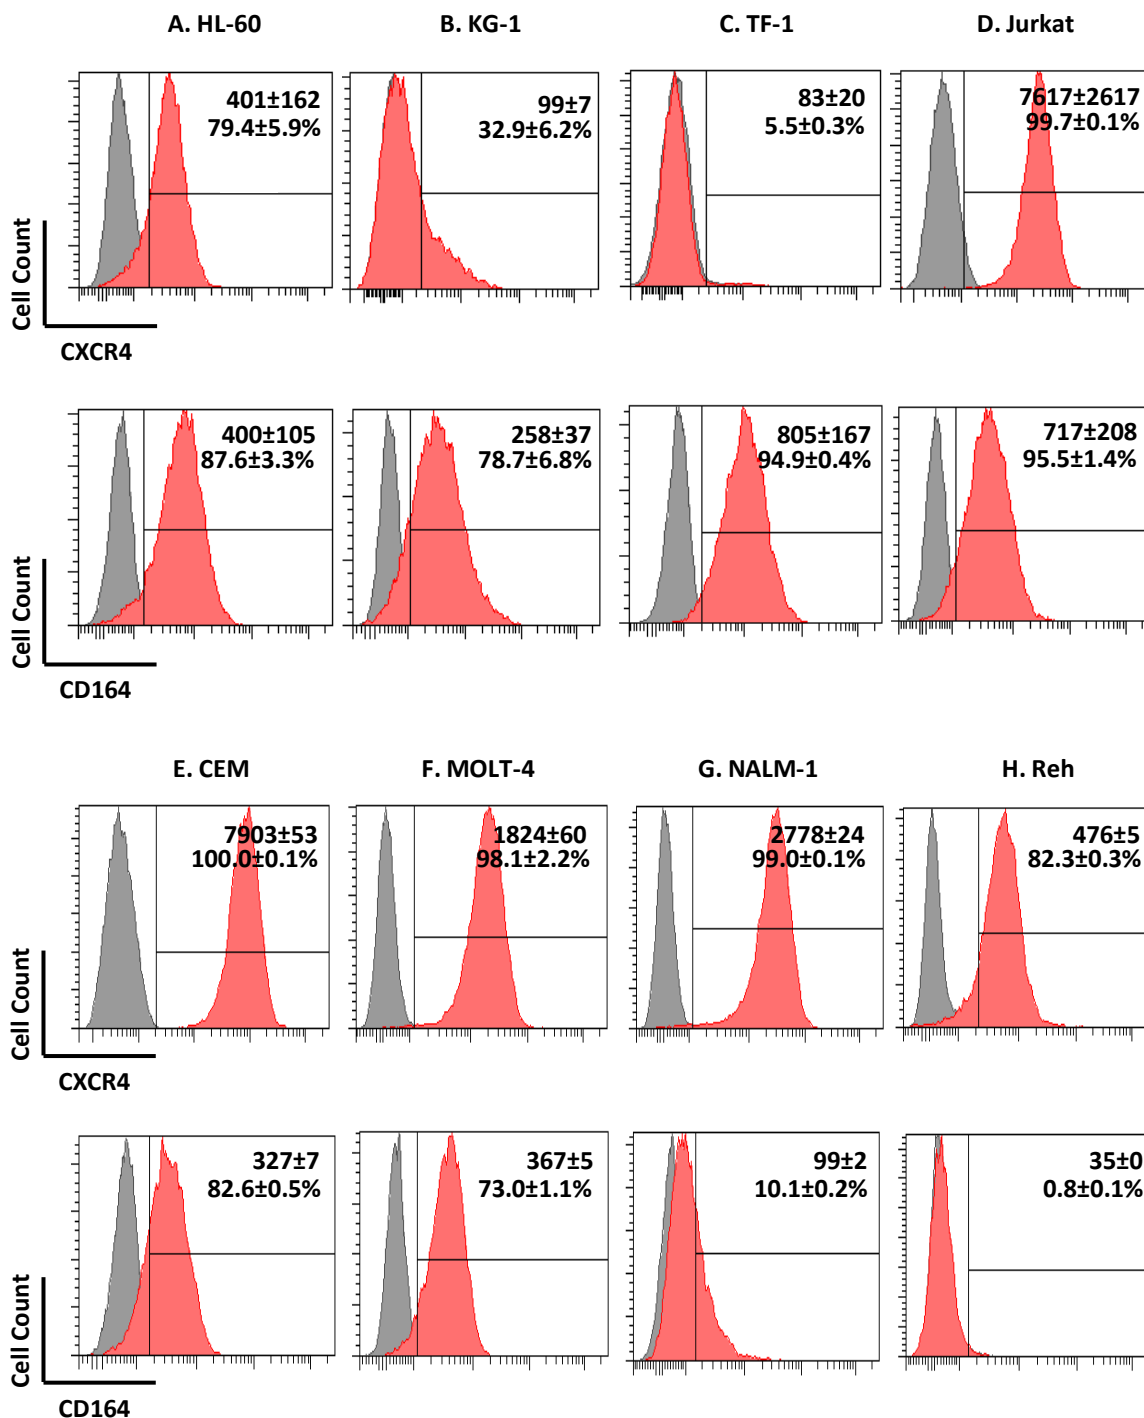 A. HL-60
B. KG-1
C. TF-1
D. Jurkat
401±162
79.4±5.9%
99±7
32.9±6.2%
83±20
5.5±0.3%
7617±2617
99.7±0.1%
Cell Count
CXCR4
400±105
87.6±3.3%
258±37
78.7±6.8%
805±167
94.9±0.4%
717±208
95.5±1.4%
Cell Count
CD164
E. CEM
F. MOLT-4
G. NALM-1
H. Reh
7903±53
100.0±0.1%
1824±60
98.1±2.2%
2778±24
99.0±0.1%
476±5
82.3±0.3%
Cell Count
CXCR4
327±7
82.6±0.5%
367±5
73.0±1.1%
99±2
10.1±0.2%
35±0
0.8±0.1%
Cell Count
CD164